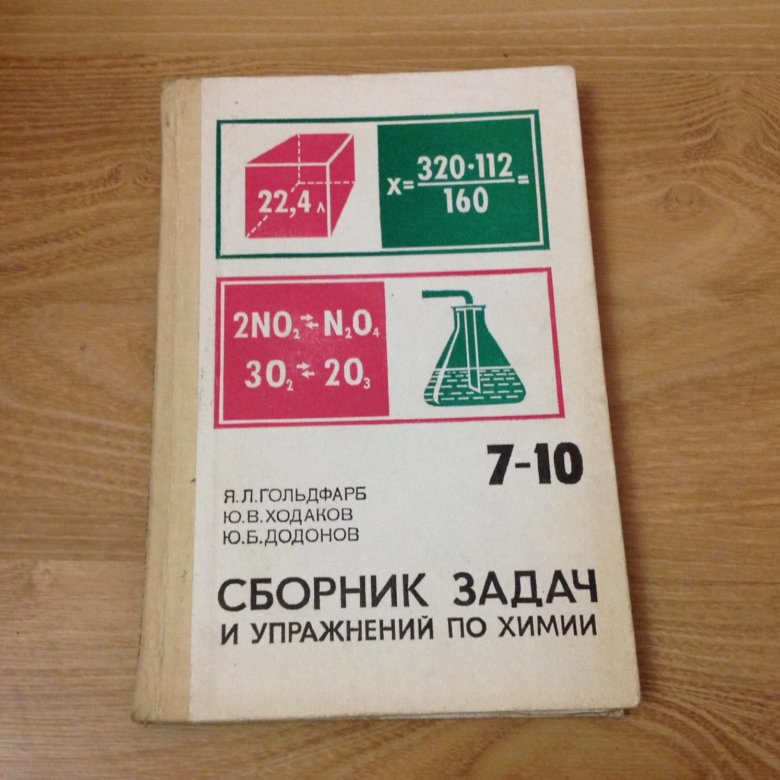 22,4 л
x= 320·112 / 160 =
2NO₂ ⇄ N₂O₄
3O₂ ⇄ 2O₃
7-10
Я.Л.ГОЛЬДФАРБ
Ю.В.ХОДАКОВ
Ю.Б.ДОДОНОВ
СБОРНИК ЗАДАЧ
И УПРАЖНЕНИЙ ПО ХИМИИ